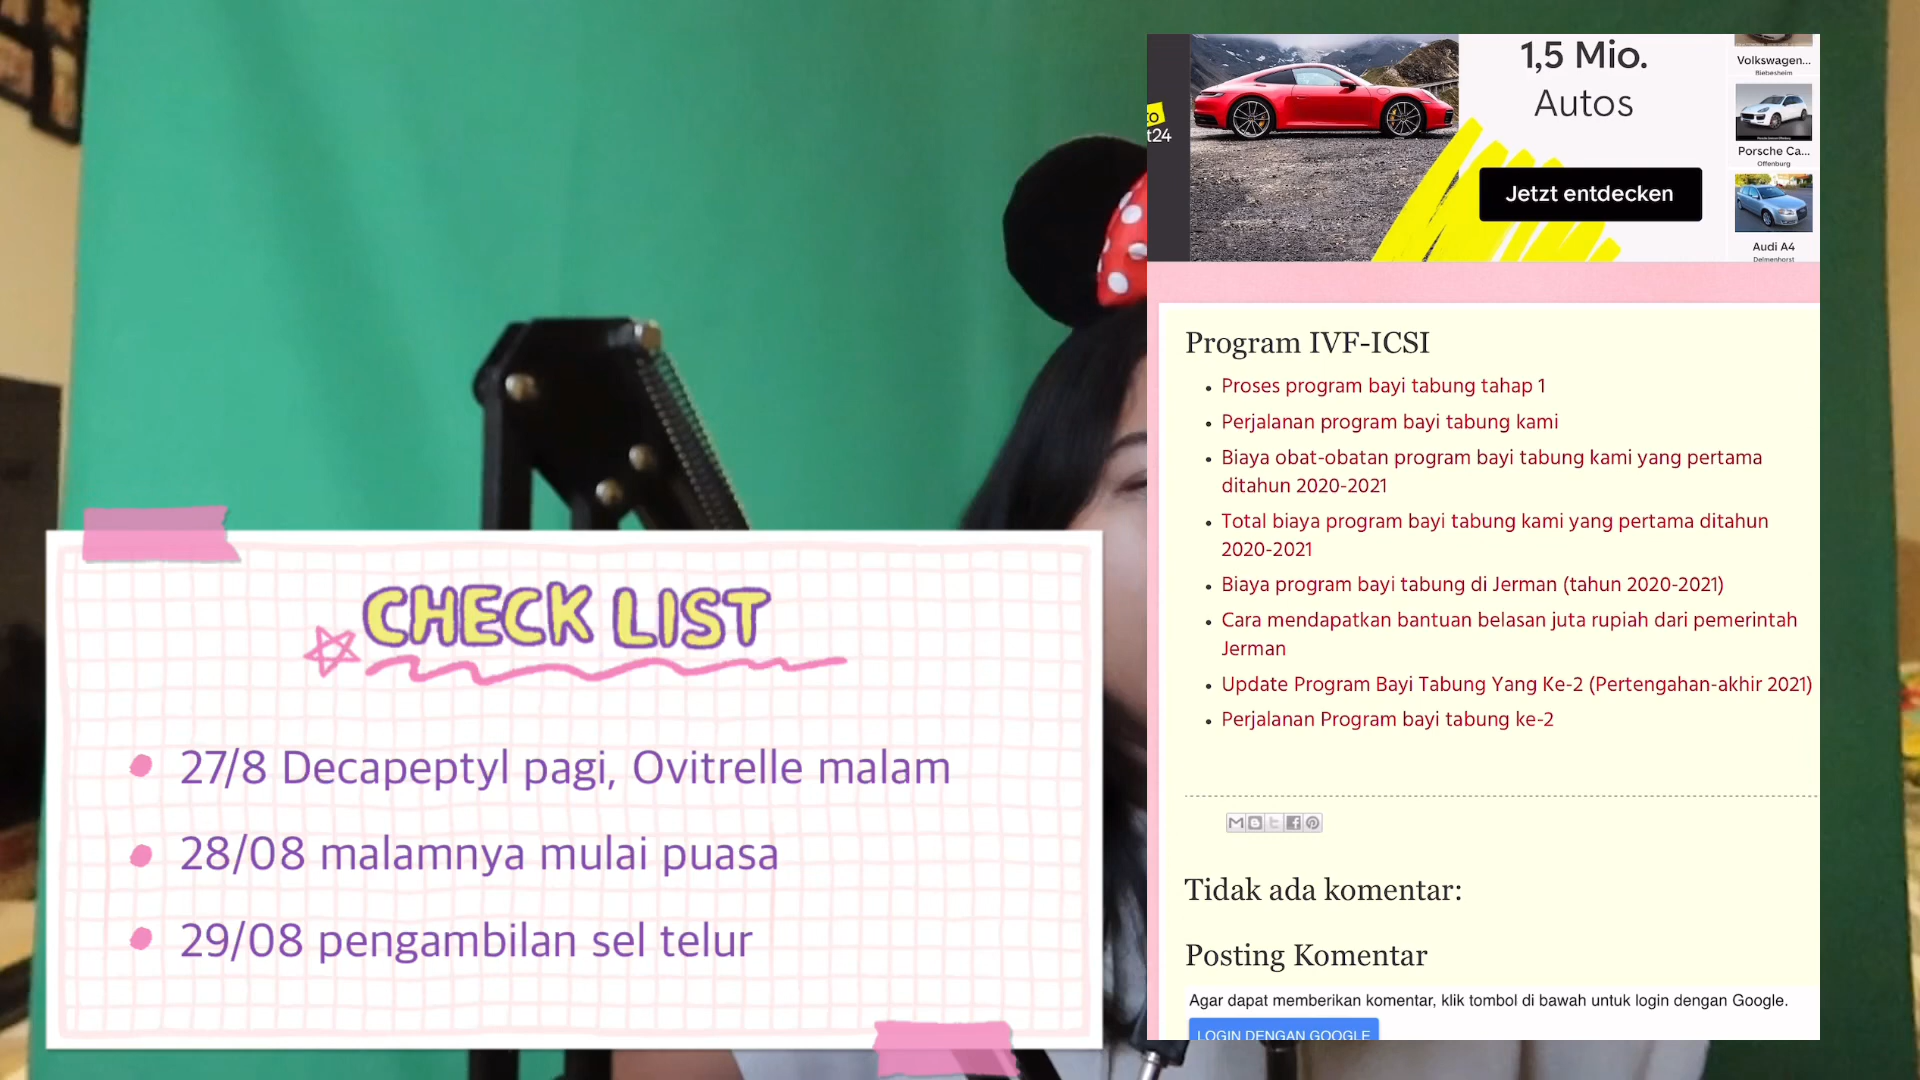 CHECK LIST
27/8 Decapeptyl pagi, Ovitrelle malam
28/08 malamnya mulai puasa
29/08 pengambilan sel telur
1,5 Mio.
Autos
Jetzt entdecken
t24
Volkswagen...
Riebesheim
Porsche Ca...
Offenburg
Audi A4
Delmenhorst
Program IVF-ICSI
Proses program bayi tabung tahap 1
Perjalanan program bayi tabung kami
Biaya obat-obatan program bayi tabung kami yang pertama
ditahun 2020-2021
Total biaya program bayi tabung kami yang pertama ditahun
2020-2021
Biaya program bayi tabung di Jerman (tahun 2020-2021)
Cara mendapatkan bantuan belasan juta rupiah dari pemerintah
Jerman
Update Program Bayi Tabung Yang Ke-2 (Pertengahan-akhir 2021)
Perjalanan Program bayi tabung ke-2
Tidak ada komentar:
Posting Komentar
Agar dapat memberikan komentar, klik tombol di bawah untuk login dengan Google.
LOGIN DENGAN GOOGLE